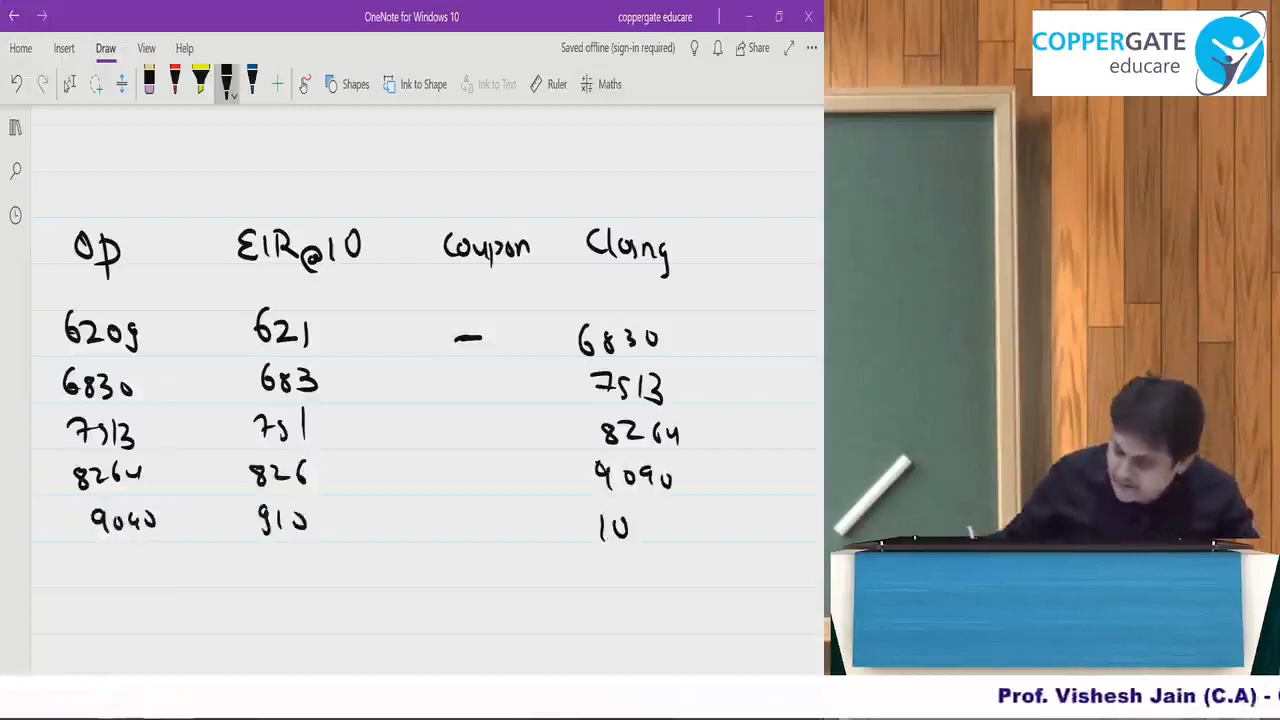 OneNote for Windows 10
coppergate educare
Home Insert Draw View Help
Saved offline (sign-in required)
Share
Shapes
Ink to Shape
Ink to Text
Ruler
Maths
COPPERGATE
educare
Op EIR@10 Coupon Closng
6209 621 - 6830
6830 683 7513
7513 751 8264
8264 826 9090
9090 910 10
Prof. Vishesh Jain (C.A) -